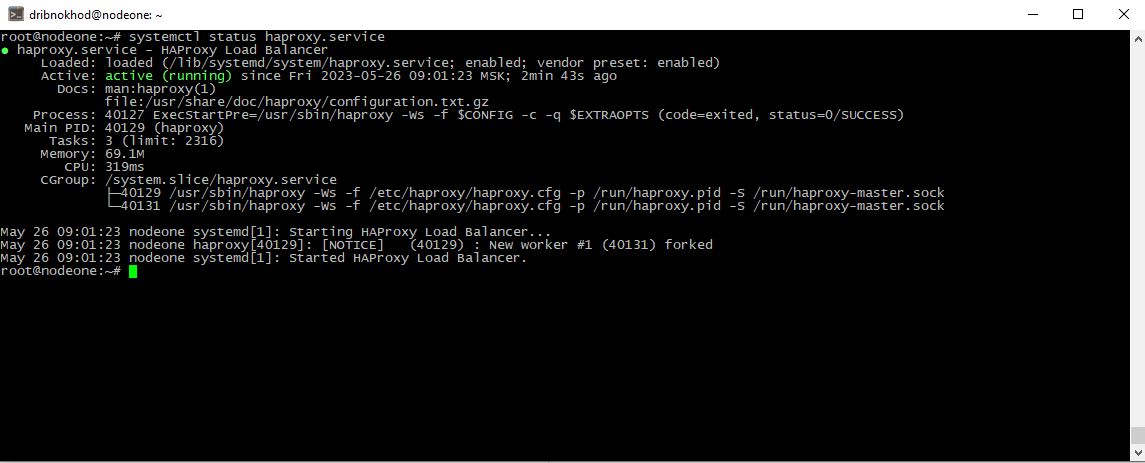 dribnokhod@nodeone: ~
root@nodeone:~# systemctl status haproxy.service
● haproxy.service - HAProxy Load Balancer
     Loaded: loaded (/lib/systemd/system/haproxy.service; enabled; vendor preset: enabled)
     Active: active (running) since Fri 2023-05-26 09:01:23 MSK; 2min 43s ago
       Docs: man:haproxy(1)
             file:/usr/share/doc/haproxy/configuration.txt.gz
    Process: 40127 ExecStartPre=/usr/sbin/haproxy -Ws -f $CONFIG -c -q $EXTRAOPTS (code=exited, status=0/SUCCESS)
   Main PID: 40129 (haproxy)
      Tasks: 3 (limit: 2316)
     Memory: 69.1M
        CPU: 319ms
     CGroup: /system.slice/haproxy.service
             ├─40129 /usr/sbin/haproxy -Ws -f /etc/haproxy/haproxy.cfg -p /run/haproxy.pid -S /run/haproxy-master.sock
             └─40131 /usr/sbin/haproxy -Ws -f /etc/haproxy/haproxy.cfg -p /run/haproxy.pid -S /run/haproxy-master.sock

May 26 09:01:23 nodeone systemd[1]: Starting HAProxy Load Balancer...
May 26 09:01:23 nodeone haproxy[40129]: [NOTICE]   (40129) : New worker #1 (40131) forked
May 26 09:01:23 nodeone systemd[1]: Started HAProxy Load Balancer.
root@nodeone:~#